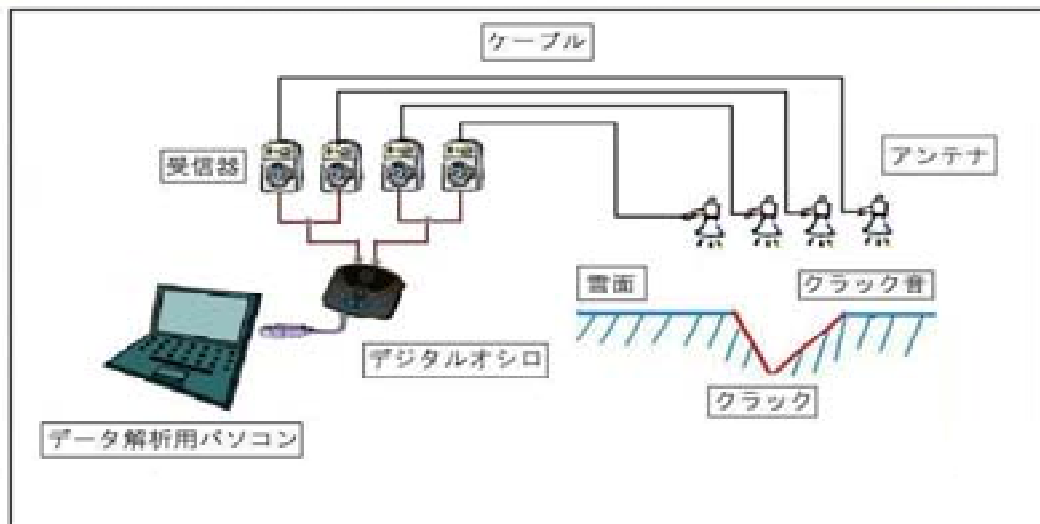 ケーブル
受信器
アンテナ
雪面
クラック音
デジタルオシロ
クラック
データ解析用パソコン